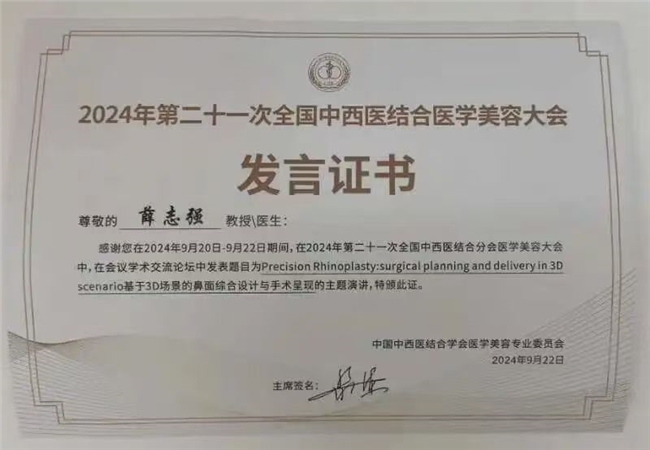 2024年第二十一次全国中西医结合医学美容大会
发言证书
尊敬的 薛志强 教授\医生：
感谢您在2024年9月20日-9月22日期间，在2024年第二十一次全国中西医结合分会医学美容大会
中，在会议学术交流论坛中发表题目为Precision Rhinoplasty:surgical planning and delivery in 3D
scenario基于3D场景的鼻面综合设计与手术呈现的主题演讲，特颁此证。
中国中西医结合学会医学美容专业委员会
2024年9月22日
主席签名：